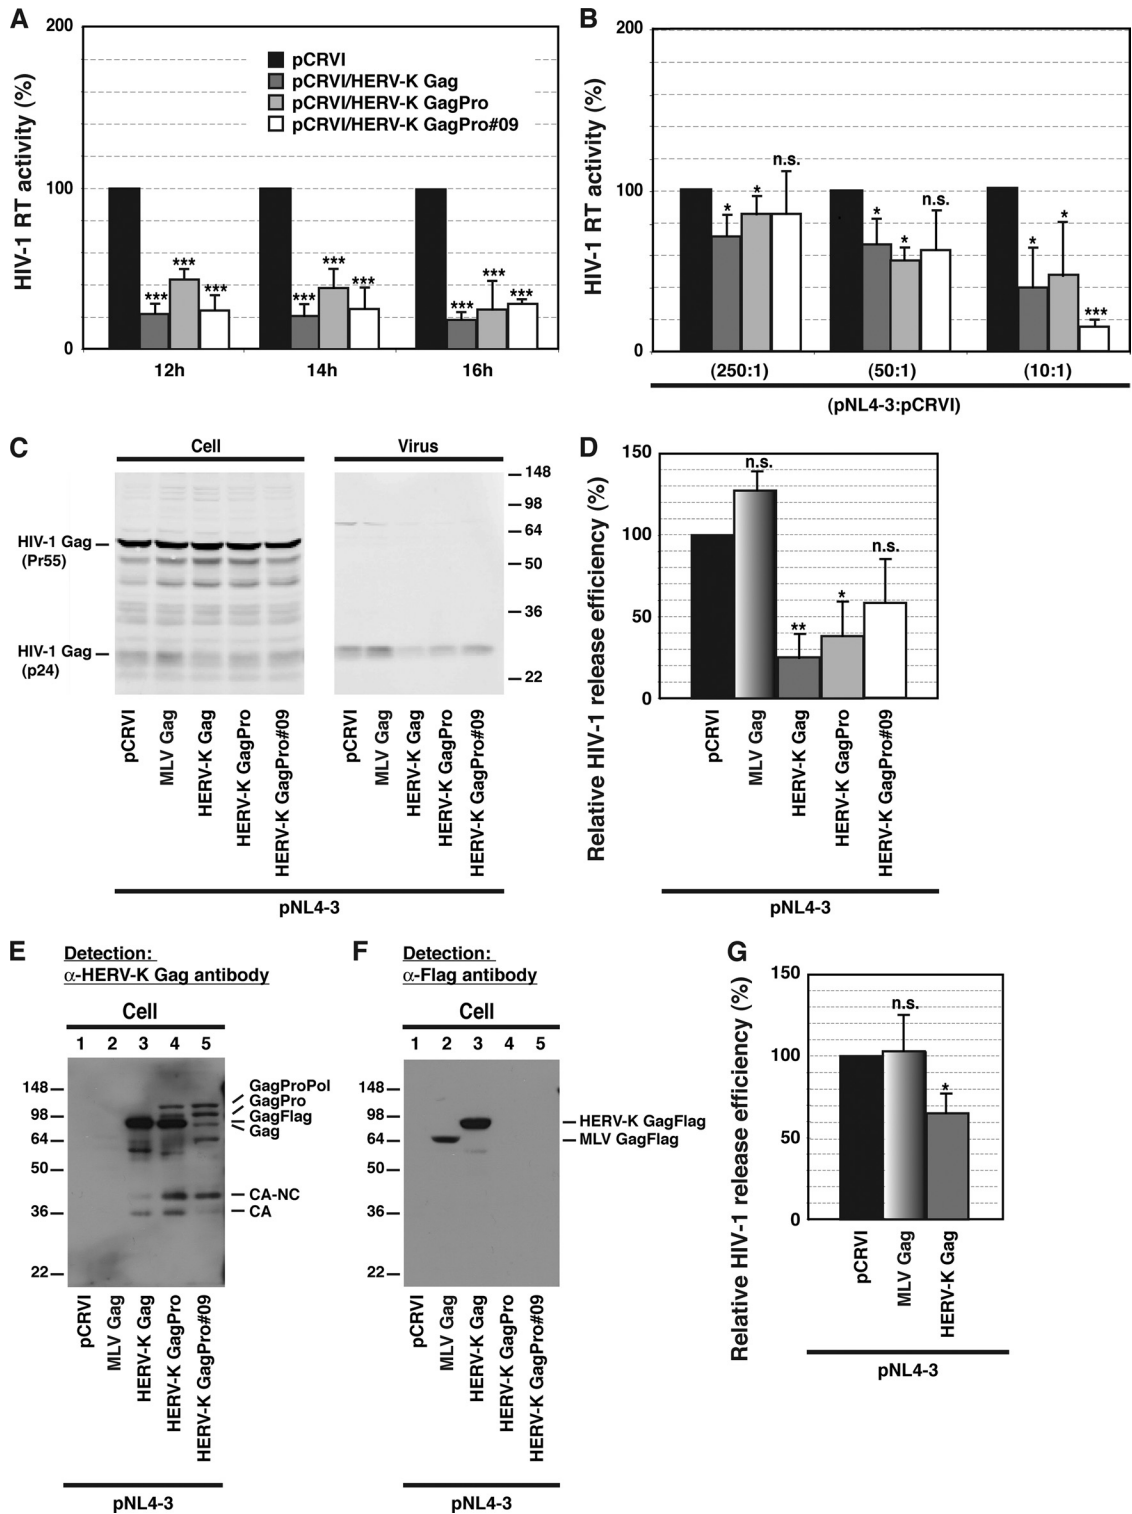 A
HIV-1 RT activity (%)
200
100
0
pCRVI
pCRVI/HERV-K Gag
pCRVI/HERV-K GagPro
pCRVI/HERV-K GagPro#09
*** *** ***
*** *** ***
*** *** ***
12h 14h 16h
B
HIV-1 RT activity (%)
200
100
0
* * n.s.
* * n.s.
* * ***
(250:1) (50:1) (10:1)
(pNL4-3:pCRVI)
C
Cell Virus
HIV-1 Gag
(Pr55)
HIV-1 Gag
(p24)
148
98
64
50
36
22
pCRVI
MLV Gag
HERV-K Gag
HERV-K GagPro
HERV-K GagPro#09
pCRVI
MLV Gag
HERV-K Gag
HERV-K GagPro
HERV-K GagPro#09
pNL4-3
D
Relative HIV-1 release efficiency (%)
150
100
50
0
n.s.
**
*
n.s.
pCRVI
MLV Gag
HERV-K Gag
HERV-K GagPro
HERV-K GagPro#09
pNL4-3
E
Detection:
α-HERV-K Gag antibody
Cell
1 2 3 4 5
148
98
64
50
36
22
GagProPol
GagPro
GagFlag
Gag
CA-NC
CA
pCRVI
MLV Gag
HERV-K Gag
HERV-K GagPro
HERV-K GagPro#09
pNL4-3
F
Detection:
α-Flag antibody
Cell
1 2 3 4 5
148
98
64
50
36
22
HERV-K GagFlag
MLV GagFlag
pCRVI
MLV Gag
HERV-K Gag
HERV-K GagPro
HERV-K GagPro#09
pNL4-3
G
Relative HIV-1 release efficiency (%)
150
100
50
0
n.s.
*
pCRVI
MLV Gag
HERV-K Gag
pNL4-3